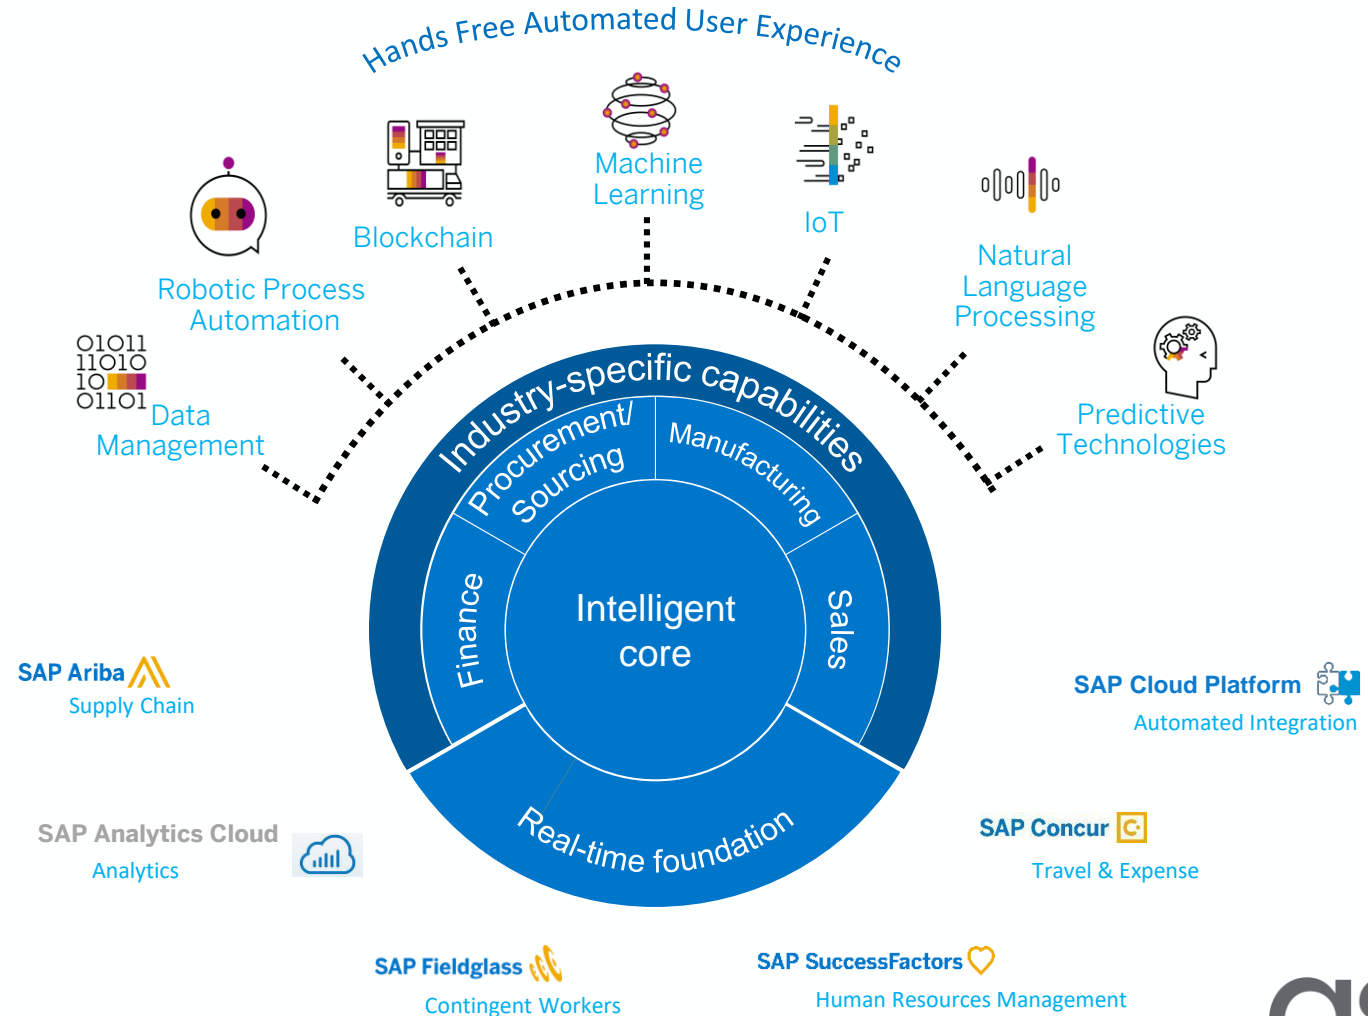 Hands Free Automated User Experience
Machine
Learning
Blockchain
IoT
Natural
Language
Processing
Robotic Process
Automation
01011
11010
10
01101
Data
Management
Predictive
Technologies
Industry-specific capabilities
Procurement/
Sourcing
Manufacturing
Finance
Sales
Intelligent
core
Real-time foundation
SAP Ariba
Supply Chain
SAP Cloud Platform
Automated Integration
SAP Analytics Cloud
Analytics
SAP Concur
Travel & Expense
SAP Fieldglass
Contingent Workers
SAP SuccessFactors
Human Resources Management